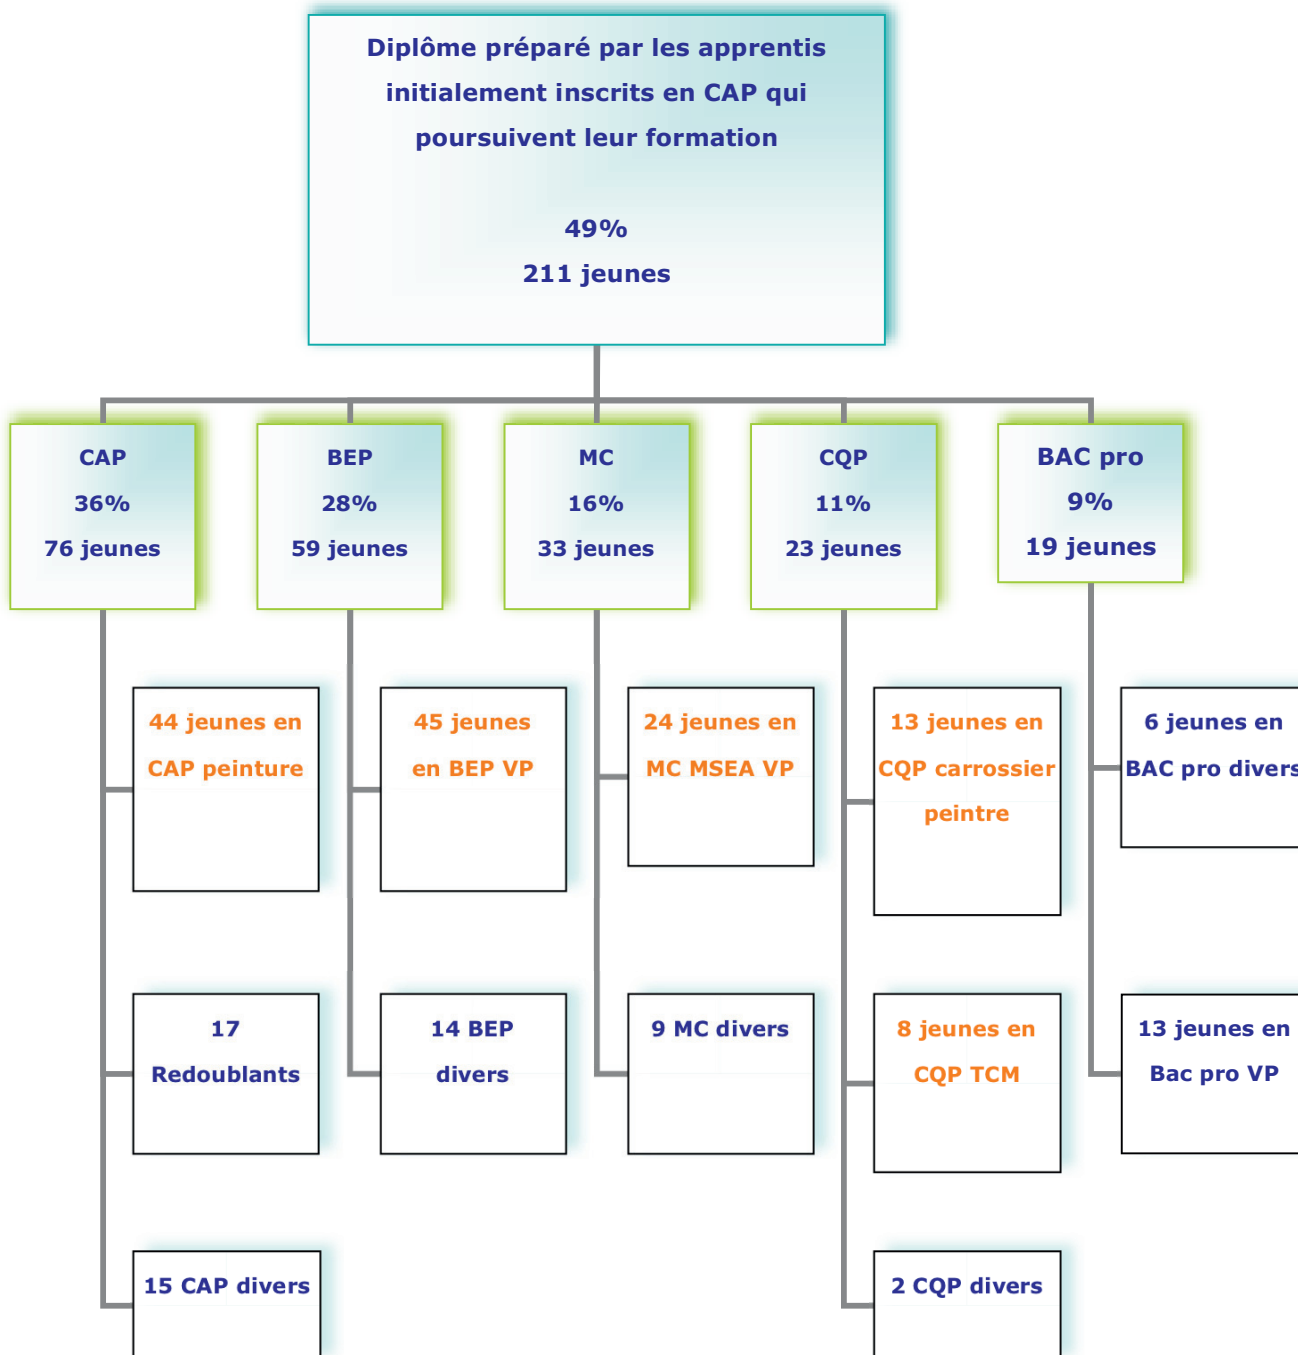 Diplôme préparé par les apprentis
initialement inscrits en CAP qui
poursuivent leur formation
49%
211 jeunes
CAP
36%
76 jeunes
BEP
28%
59 jeunes
MC
16%
33 jeunes
CQP
11%
23 jeunes
BAC pro
9%
19 jeunes
44 jeunes en
CAP peinture
45 jeunes
en BEP VP
24 jeunes en
MC MSEA VP
13 jeunes en
CQP carrossier
peintre
6 jeunes en
BAC pro divers
17
Redoublants
14 BEP
divers
9 MC divers
8 jeunes en
CQP TCM
13 jeunes en
Bac pro VP
15 CAP divers
2 CQP divers